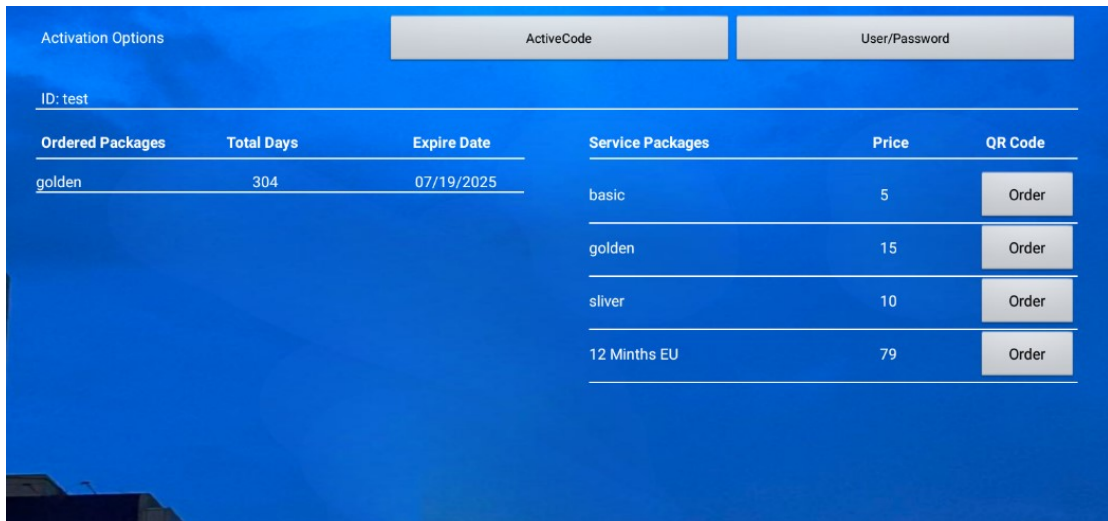 Activation Options ActiveCode User/Password
ID: test
Ordered Packages Total Days Expire Date
golden 304 07/19/2025
Service Packages Price QR Code
basic 5 Order
golden 15 Order
sliver 10 Order
12 Minths EU 79 Order